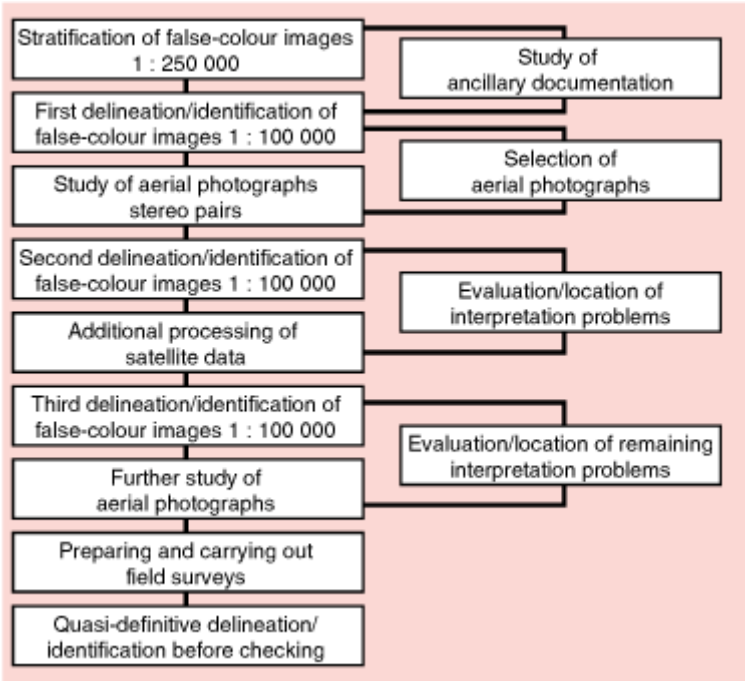 Stratification of false-colour images
1 : 250 000
Study of
ancillary documentation
First delineation/identification of
false-colour images 1 : 100 000
Selection of
aerial photographs
Study of aerial photographs
stereo pairs
Second delineation/identification of
false-colour images 1 : 100 000
Evaluation/location of
interpretation problems
Additional processing of
satellite data
Third delineation/identification of
false-colour images 1 : 100 000
Evaluation/location of remaining
interpretation problems
Further study of
aerial photographs
Preparing and carrying out
field surveys
Quasi-definitive delineation/
identification before checking